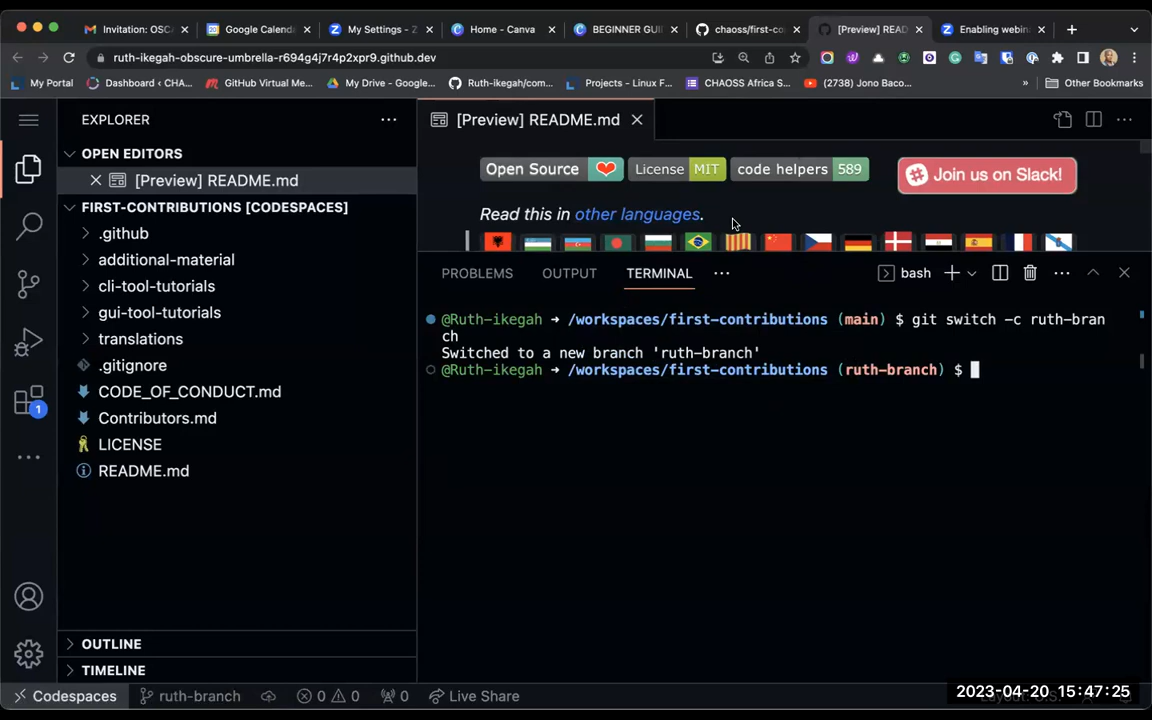 Invitation: OSCA
Google Calenda
My Settings - Z
Home - Canva
BEGINNER GUI
chaoss/first-co
[Preview] READ
Enabling webin
ruth-ikegah-obscure-umbrella-r694g4j7r4p2xpr9.github.dev
My Portal
Dashboard ‹ CHA...
GitHub Virtual Me...
My Drive - Google...
Ruth-ikegah/com...
Projects - Linux F...
CHAOSS Africa S...
(2738) Jono Baco...
»
Other Bookmarks
EXPLORER
OPEN EDITORS
[Preview] README.md
FIRST-CONTRIBUTIONS [CODESPACES]
.github
additional-material
cli-tool-tutorials
gui-tool-tutorials
translations
.gitignore
CODE_OF_CONDUCT.md
Contributors.md
LICENSE
README.md
1
OUTLINE
TIMELINE
[Preview] README.md
Open Source License MIT code helpers 589
Join us on Slack!
Read this in other languages.
PROBLEMS OUTPUT TERMINAL
bash
@Ruth-ikegah → /workspaces/first-contributions (main) $ git switch -c ruth-bran
ch
Switched to a new branch 'ruth-branch'
@Ruth-ikegah → /workspaces/first-contributions (ruth-branch) $
Codespaces
ruth-branch
0 0
0
Live Share
2023-04-20 15:47:25